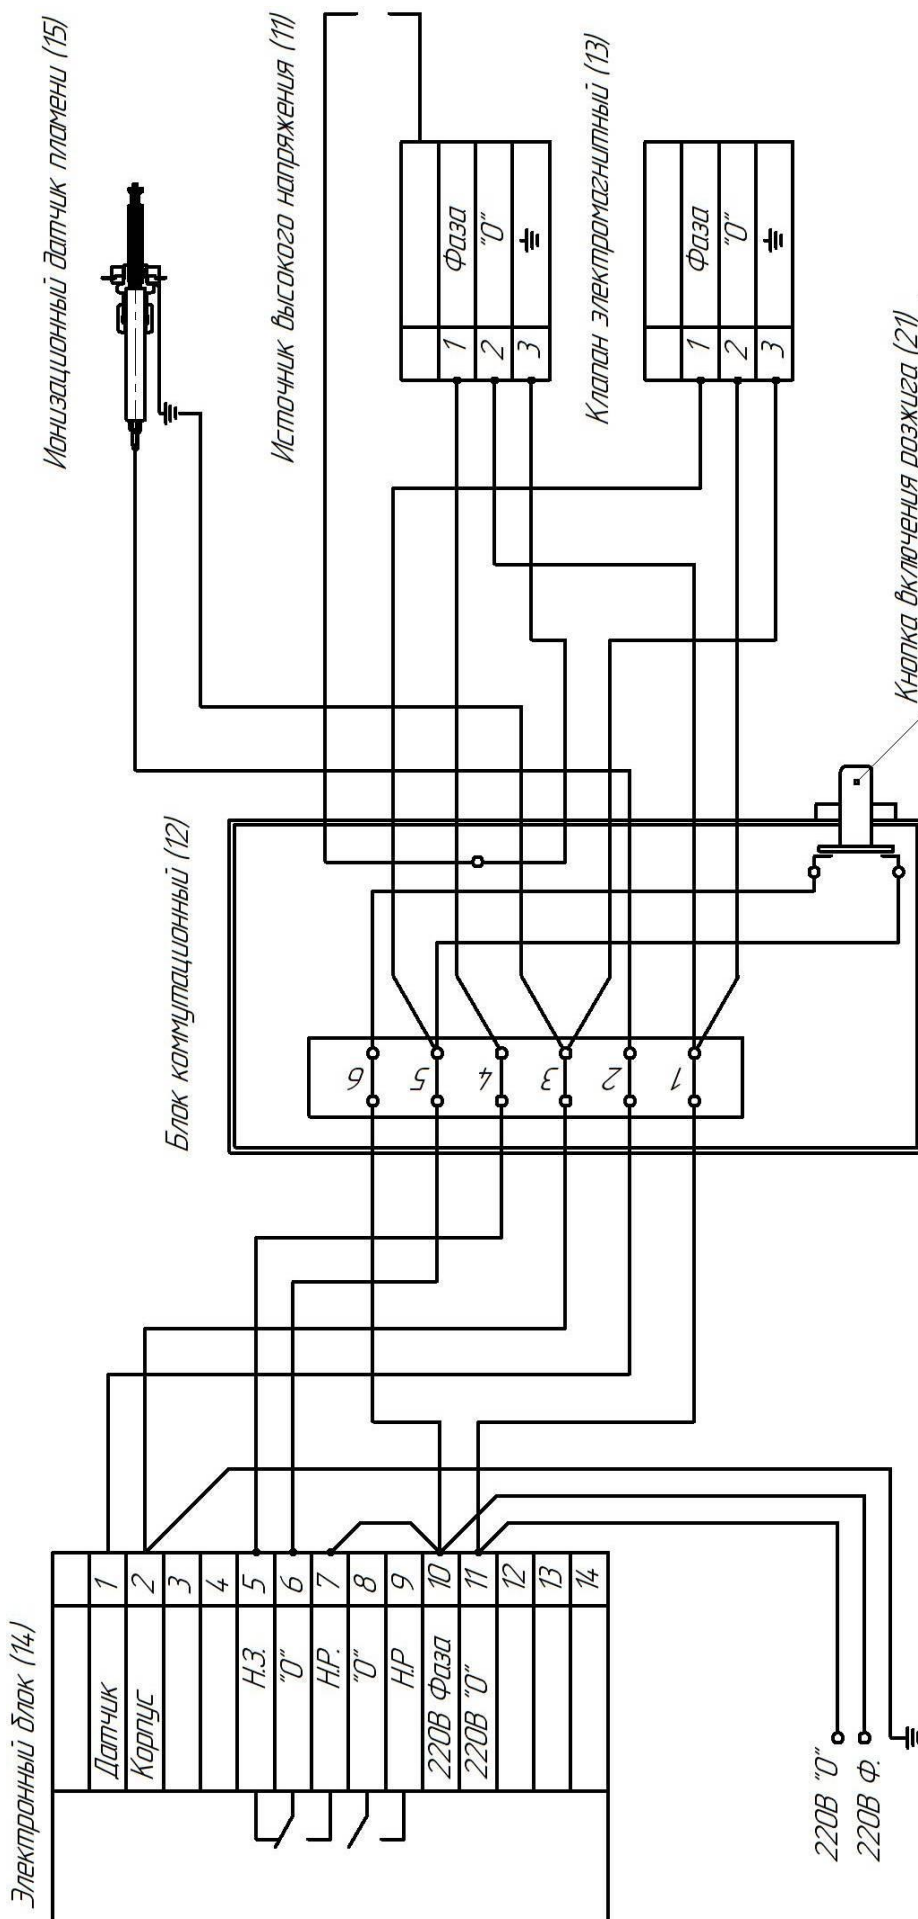 Ионизационный датчик пламени (15)
Источник высокого напряжения (11)
1 Фаза
2 "0"
3
Клапан электромагнитный (13)
1 Фаза
2 "0"
3
Кнопка включения розжига (21)
Блок коммутационный (12)
6
5
4
3
2
1
Электронный блок (14)
Датчик 1
Корпус 2
3
4
Н.З. 5
"0" 6
Н.Р. 7
"0" 8
Н.Р 9
220В Фаза 10
220В "0" 11
12
13
14
220В "0"
220В Ф.